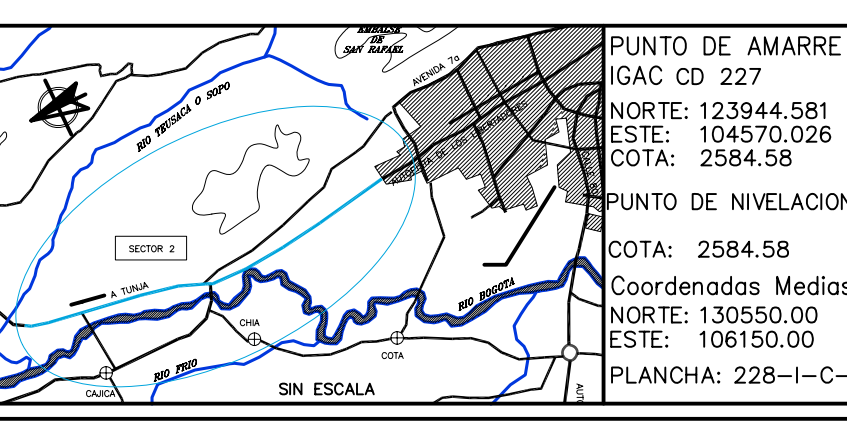 EMBALSE
DE
SAN RAFAEL
AVENIDA 7a
RIO TEUSACA O SOPO
AUTOPISTA DE LOS LIBERTADORES
SECTOR 2
A TUNJA
RIO BOGOTA
CHIA
COTA
RIO FRIO
CAJICA
SIN ESCALA
AUTO
PUNTO DE AMARRE
IGAC CD 227
NORTE: 123944.581
ESTE: 104570.026
COTA: 2584.58
PUNTO DE NIVELACION
COTA: 2584.58
Coordenadas Medias
NORTE: 130550.00
ESTE: 106150.00
PLANCHA: 228-I-C-